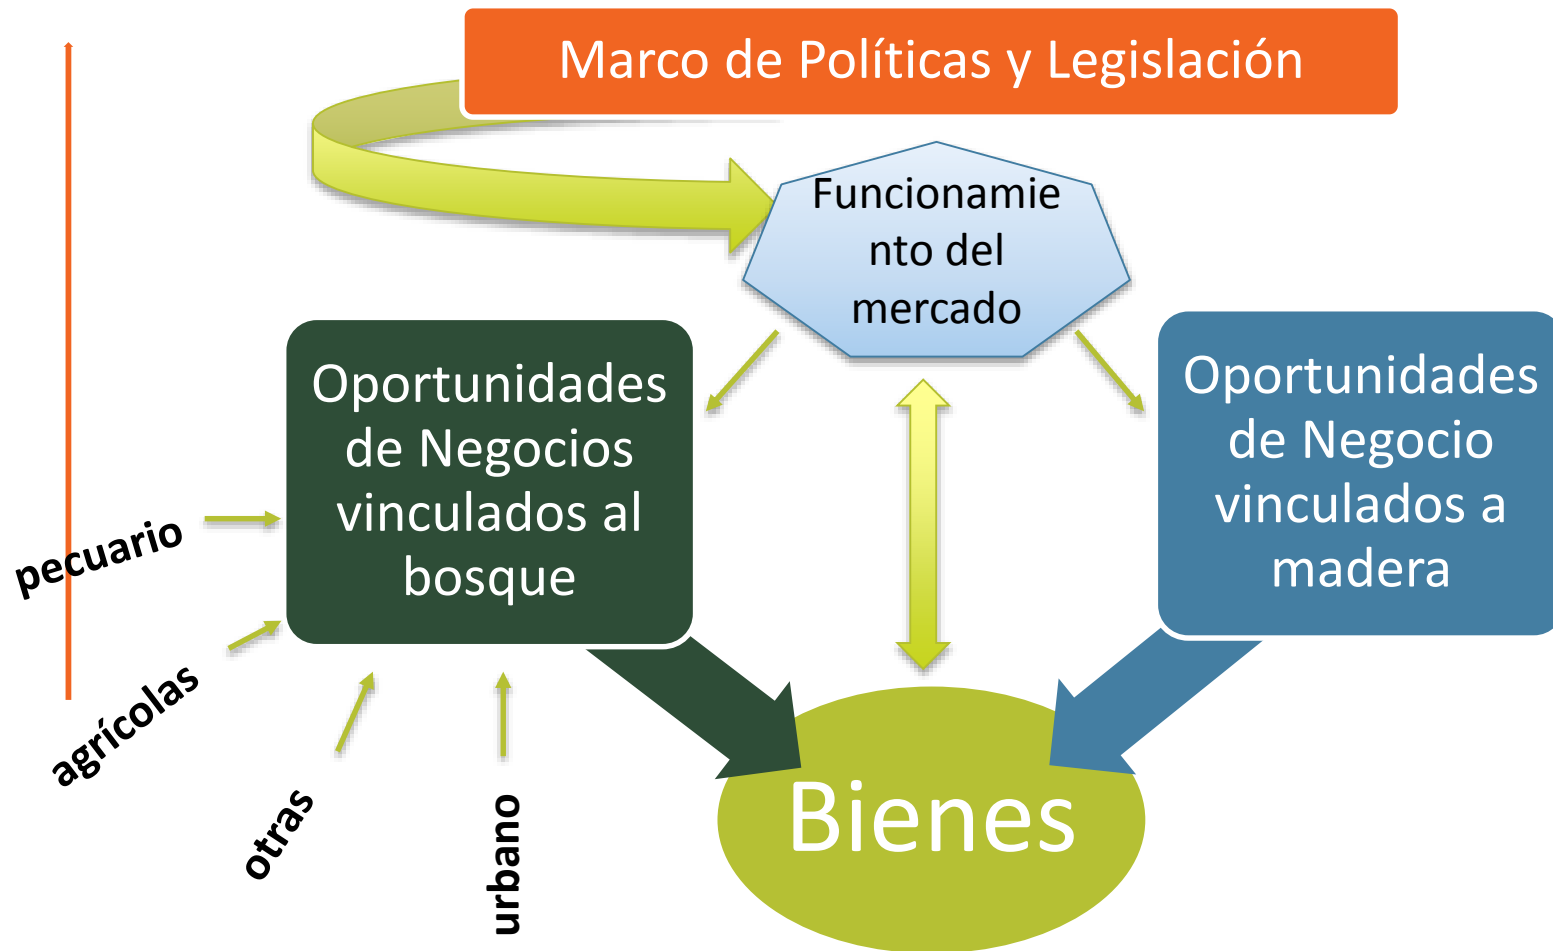 Marco de Políticas y Legislación
Funcionamie
nto del
mercado
Oportunidades
de Negocios
vinculados al
bosque
Oportunidades
de Negocio
vinculados a
madera
pecuario
agrícolas
otras
urbano
Bienes